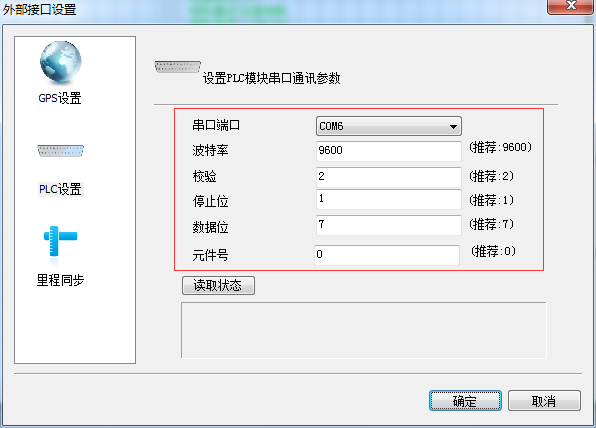 外部接口设置
GPS设置
PLC设置
里程同步
设置PLC模块串口通讯参数
串口端口 COM6
波特率 9600 (推荐:9600)
校验 2 (推荐:2)
停止位 1 (推荐:1)
数据位 7 (推荐:7)
元件号 0 (推荐:0)
读取状态
确定 取消